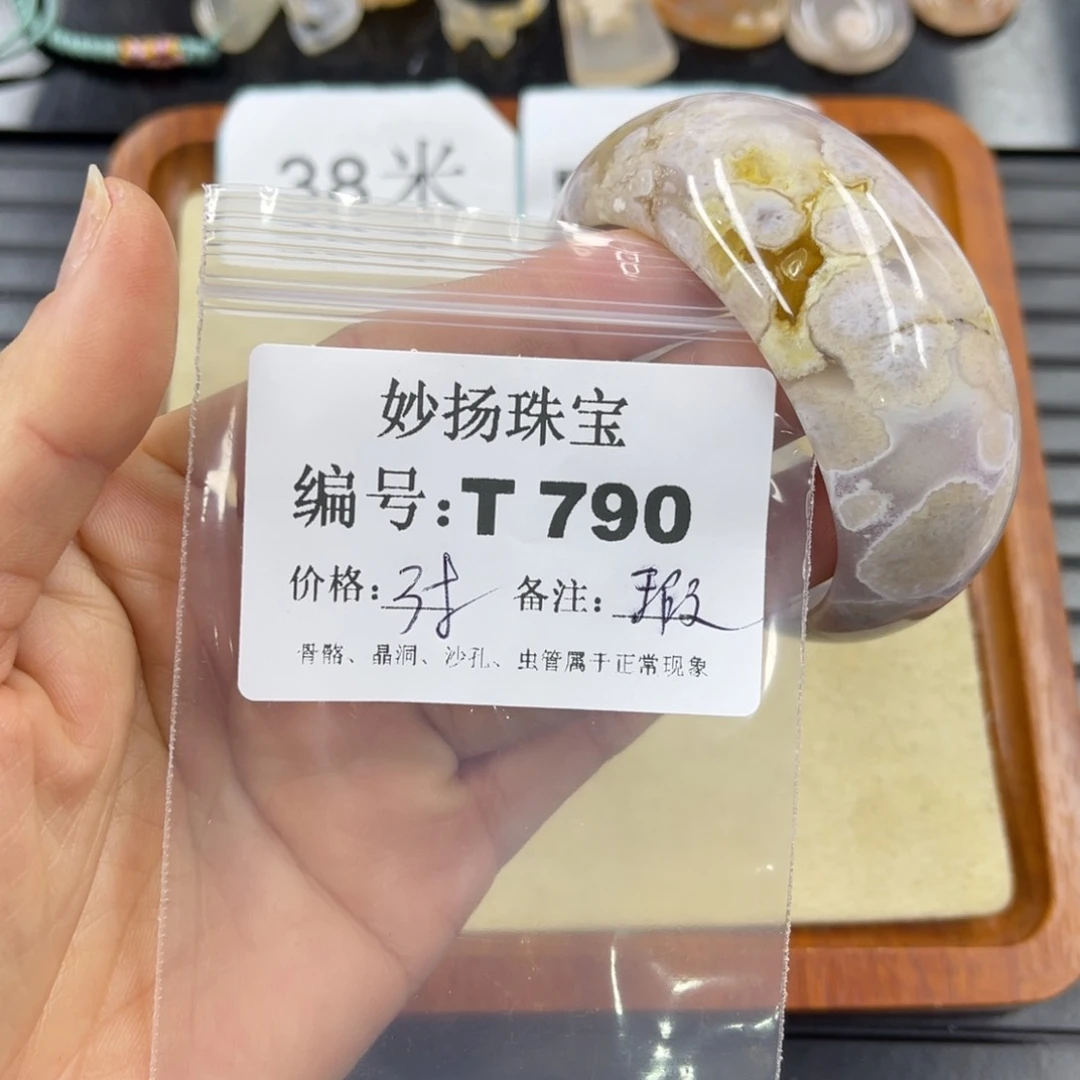 38米
妙扬珠宝
编号:T 790
价格: 备注:瑕
骨骼、晶洞、沙孔、虫管属于正常现象